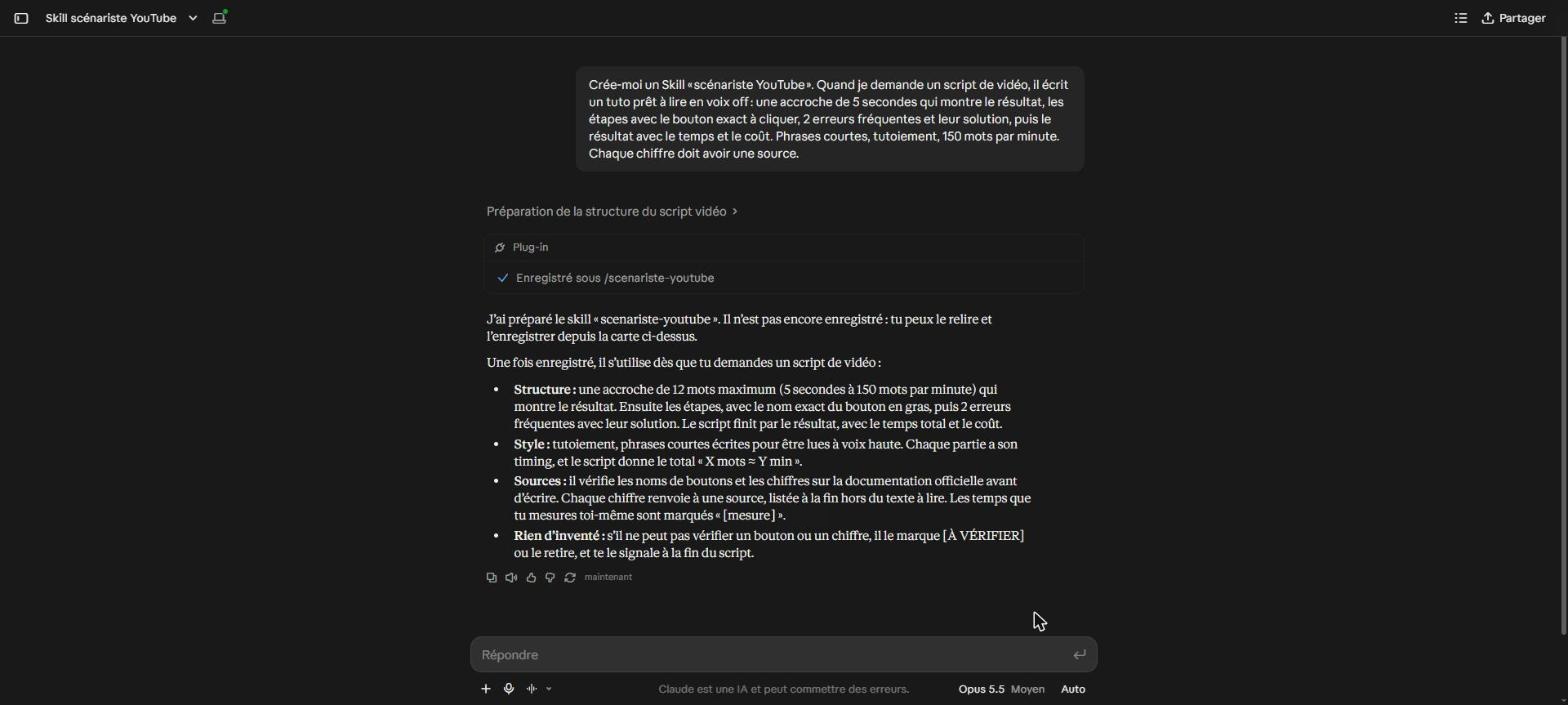 Skill scénariste YouTube
Partager
Crée-moi un Skill « scénariste YouTube ». Quand je demande un script de vidéo, il écrit
un tuto prêt à lire en voix off : une accroche de 5 secondes qui montre le résultat, les
étapes avec le bouton exact à cliquer, 2 erreurs fréquentes et leur solution, puis le
résultat avec le temps et le coût. Phrases courtes, tutoiement, 150 mots par minute.
Chaque chiffre doit avoir une source.
Préparation de la structure du script vidéo
Plug-in
Enregistré sous /scenariste-youtube
J’ai préparé le skill « scenariste-youtube ». Il n’est pas encore enregistré : tu peux le relire et
l’enregistrer depuis la carte ci-dessus.
Une fois enregistré, il s’utilise dès que tu demandes un script de vidéo :
• Structure : une accroche de 12 mots maximum (5 secondes à 150 mots par minute) qui
montre le résultat. Ensuite les étapes, avec le nom exact du bouton en gras, puis 2 erreurs
fréquentes avec leur solution. Le script finit par le résultat, avec le temps total et le coût.
• Style : tutoiement, phrases courtes écrites pour être lues à voix haute. Chaque partie a son
timing, et le script donne le total « X mots ≈ Y min ».
• Sources : il vérifie les noms de boutons et les chiffres sur la documentation officielle avant
d’écrire. Chaque chiffre renvoie à une source, listée à la fin hors du texte à lire. Les temps que
tu mesures toi-même sont marqués « [mesure] ».
• Rien d’inventé : s’il ne peut pas vérifier un bouton ou un chiffre, il le marque [À VÉRIFIER]
ou le retire, et te le signale à la fin du script.
maintenant
Répondre
Claude est une IA et peut commettre des erreurs.
Opus 5.5 Moyen Auto